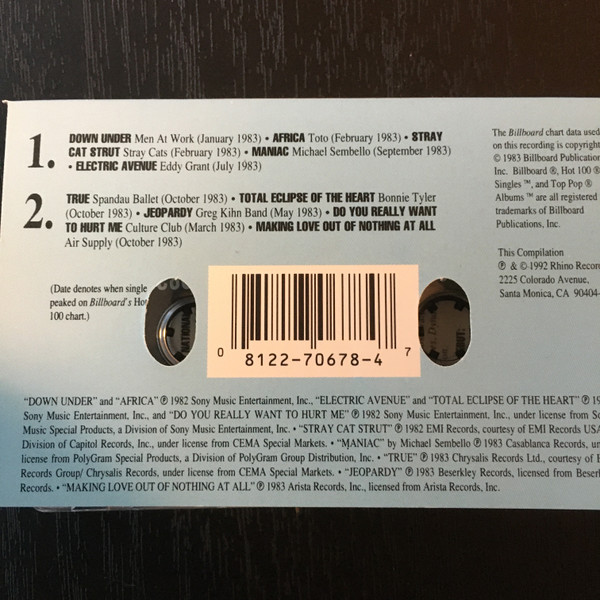 1. DOWN UNDER Men At Work (January 1983) • AFRICA Toto (February 1983) • STRAY
CAT STRUT Stray Cats (February 1983) • MANIAC Michael Sembello (September 1983)
• ELECTRIC AVENUE Eddy Grant (July 1983)
2. TRUE Spandau Ballet (October 1983) • TOTAL ECLIPSE OF THE HEART Bonnie Tyler
(October 1983) • JEOPARDY Greg Kihn Band (May 1983) • DO YOU REALLY WANT
TO HURT ME Culture Club (March 1983) • MAKING LOVE OUT OF NOTHING AT ALL
Air Supply (October 1983)
(Date denotes when single
peaked on Billboard's Hot
100 chart.)
The Billboard chart data used
on this recording is copyright
© 1983 Billboard Publication
Inc. Billboard ®, Hot 100 ®
Singles ™, and Top Pop ®
Albums ™ are all registered
trademarks of Billboard
Publications, Inc.
This Compilation
℗ & © 1992 Rhino Recor
2225 Colorado Avenue,
Santa Monica, CA 90404-
0 8122-70678-4 7
"DOWN UNDER" and "AFRICA" ℗ 1982 Sony Music Entertainment, Inc., "ELECTRIC AVENUE" and "TOTAL ECLIPSE OF THE HEART" ℗ 19
Sony Music Entertainment, Inc., and "DO YOU REALLY WANT TO HURT ME" ℗ 1982 Sony Music Entertainment, Inc., under license from So
Music Special Products, a Division of Sony Music Entertainment. • "STRAY CAT STRUT" ℗ 1982 EMI Records, courtesy of EMI Records USA
Division of Capitol Records, Inc., under license from CEMA Special Markets. • "MANIAC" by Michael Sembello ℗ 1983 Casablanca Records, un
license from PolyGram Special Products, a Division of PolyGram Group Distribution, Inc. • "TRUE" ℗ 1983 Chrysalis Records Ltd., courtesy of E
Records Group/ Chrysalis Records, under license from CEMA Special Markets. • "JEOPARDY" ℗ 1983 Beserkley Records, licensed from Beserk
Records. • "MAKING LOVE OUT OF NOTHING AT ALL" ℗ 1983 Arista Records, Inc., licensed from Arista Records, Inc.